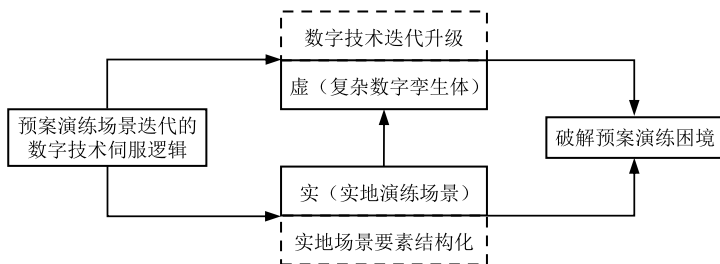 数字技术迭代升级
虚（复杂数字孪生体）
预案演练场景迭代的
数字技术伺服逻辑
破解预案演练困境
实（实地演练场景）
实地场景要素结构化